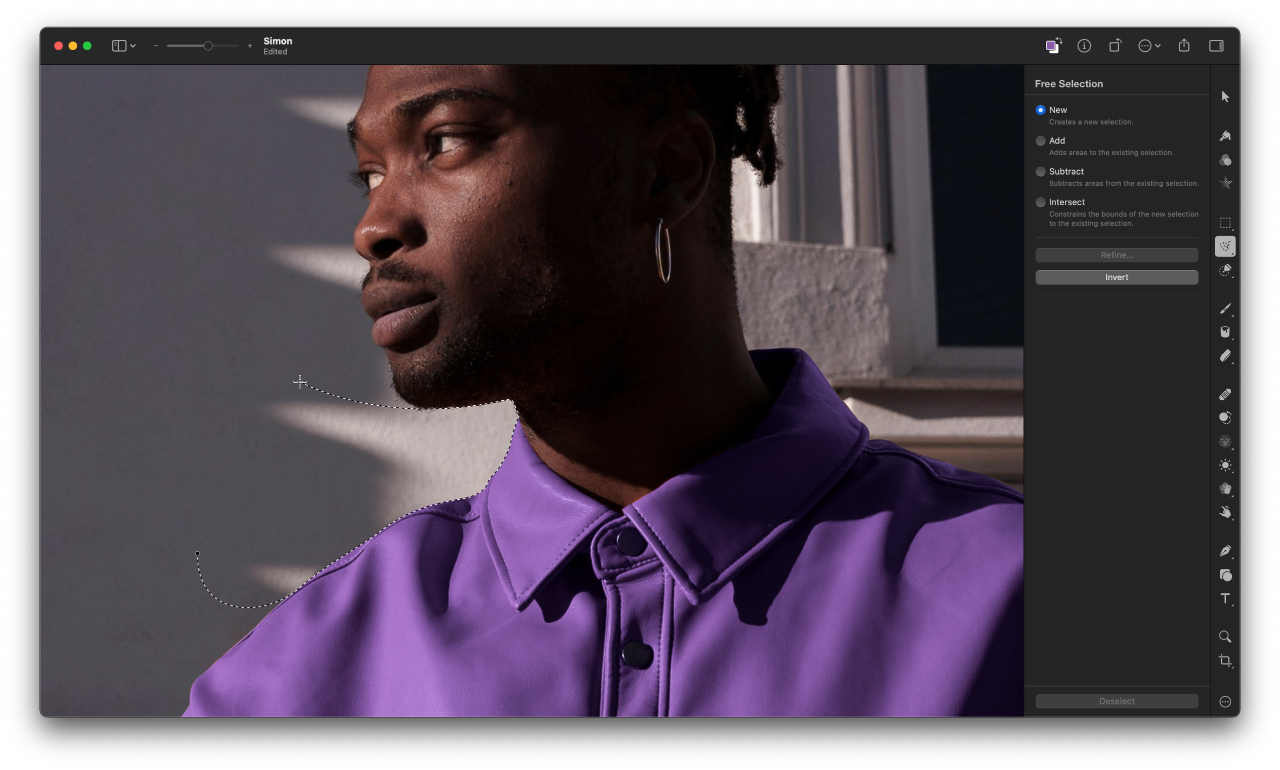 Simon
Edited
Free Selection
New
Creates a new selection.
Add
Adds areas to the existing selection.
Subtract
Subtracts areas from the existing selection.
Intersect
Constrains the bounds of the new selection
to the existing selection.
Refine...
Invert
Deselect